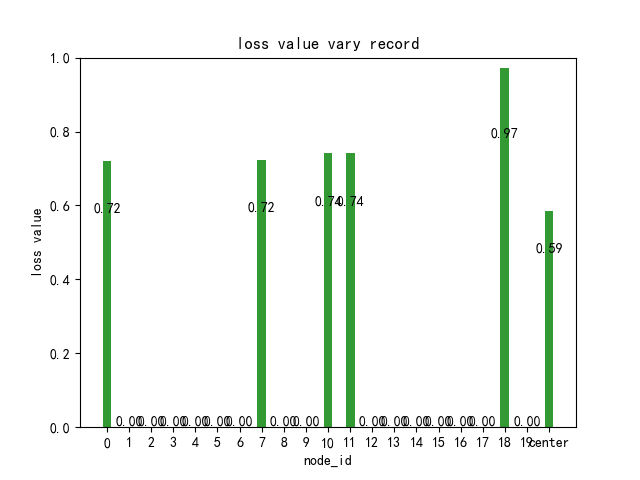 loss value vary record
1.0
0.8
0.6
0.4
0.2
0.0
loss value
0.72 0.00 0.00 0.00 0.00 0.00 0.00 0.72 0.00 0.00 0.74 0.74 0.00 0.00 0.00 0.00 0.00 0.00 0.97 0.00 0.59
0 1 2 3 4 5 6 7 8 9 10 11 12 13 14 15 16 17 18 19 center
node_id